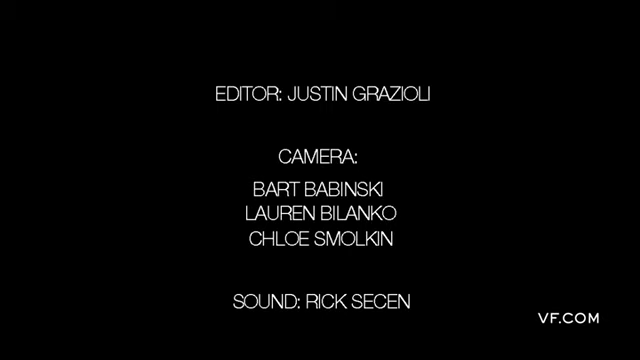 EDITOR: JUSTIN GRAZIOLI
CAMERA:
BART BABINSKI
LAUREN BILANKO
CHLOE SMOLKIN
SOUND: RICK SECEN
VF.COM